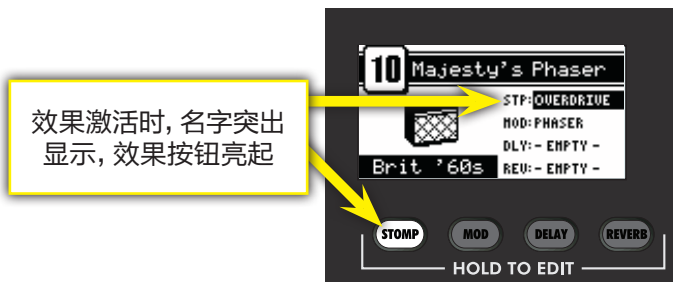 效果激活时, 名字突出
显示, 效果按钮亮起
10 Majesty's Phaser
STP: OVERDRIVE
MOD: PHASER
DLY: - EMPTY -
Brit '60s REV: - EMPTY -
STOMP MOD DELAY REVERB
HOLD TO EDIT